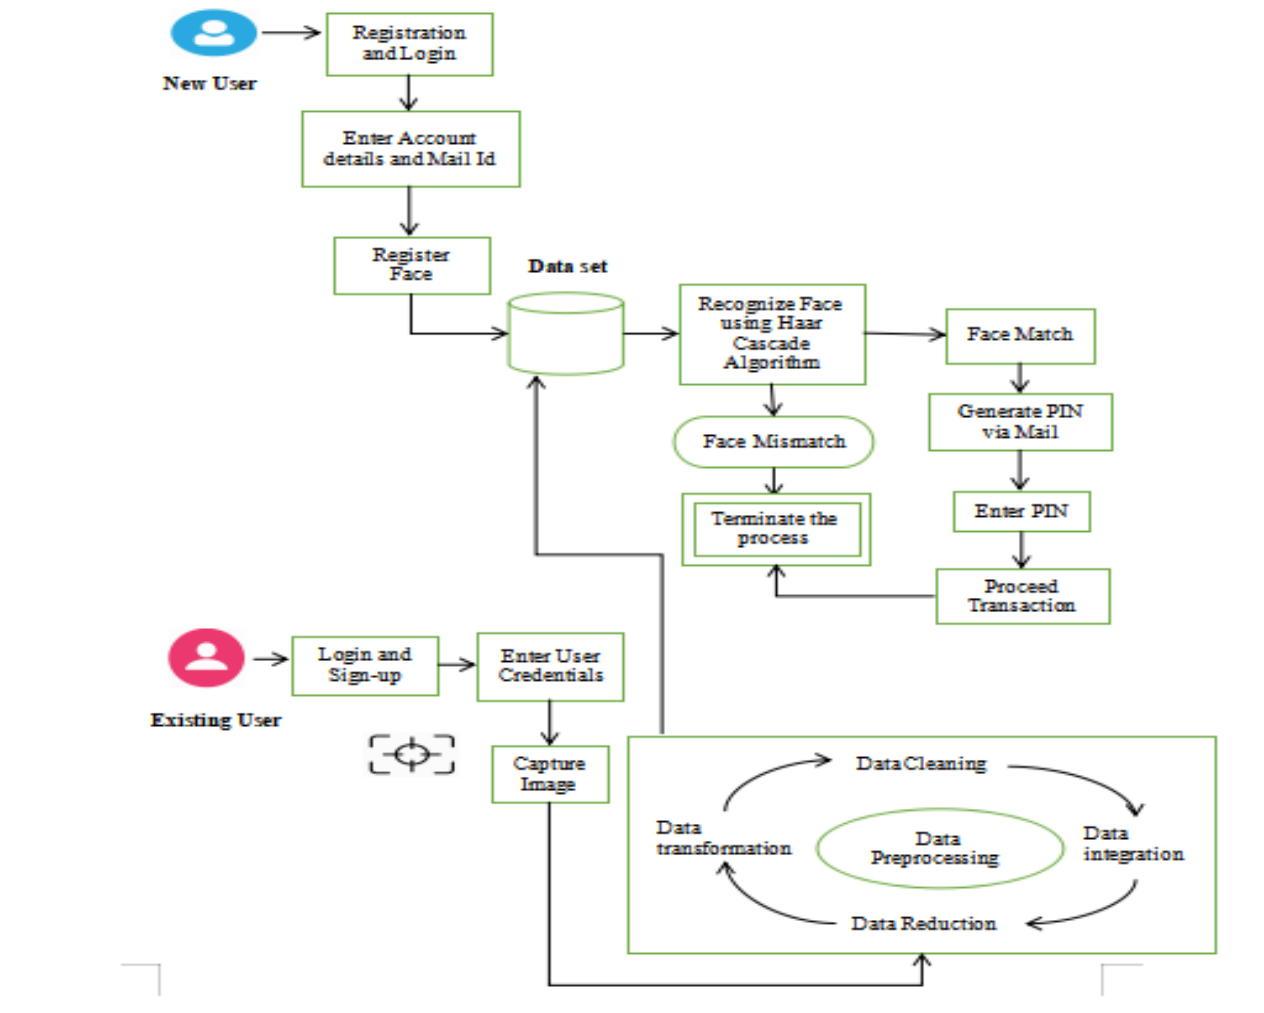 New User
Registration
and Login
Enter Account
details and Mail Id
Register
Face
Data set
Recognize Face
using Haar
Cascade
Algorithm
Face Match
Generate PIN
via Mail
Face Mismatch
Enter PIN
Terminate the
process
Proceed
Transaction
Existing User
Login and
Sign-up
Enter User
Credentials
Capture
Image
Data Cleaning
Data
integration
Data Reduction
Data
transformation
Data
Preprocessing